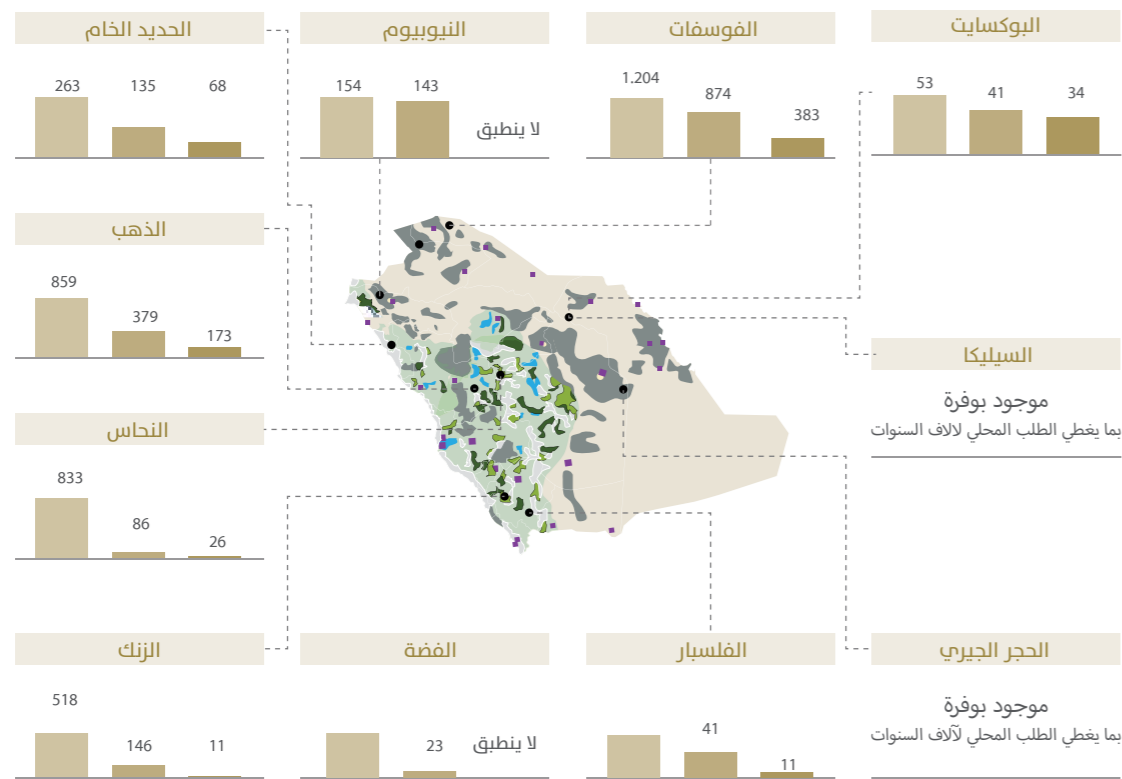 البوكسايت
34
41
53
الفوسفات
383
874
1.204
النيوبيوم
لا ينطبق
143
154
الحديد الخام
68
135
263
الذهب
173
379
859
السيليكا
موجود بوفرة
بما يغطي الطلب المحلي لالاف السنوات
النحاس
26
86
833
الحجر الجيري
موجود بوفرة
بما يغطي الطلب المحلي لآلاف السنوات
الفلسبار
11
41
الفضة
لا ينطبق
23
الزنك
11
146
518